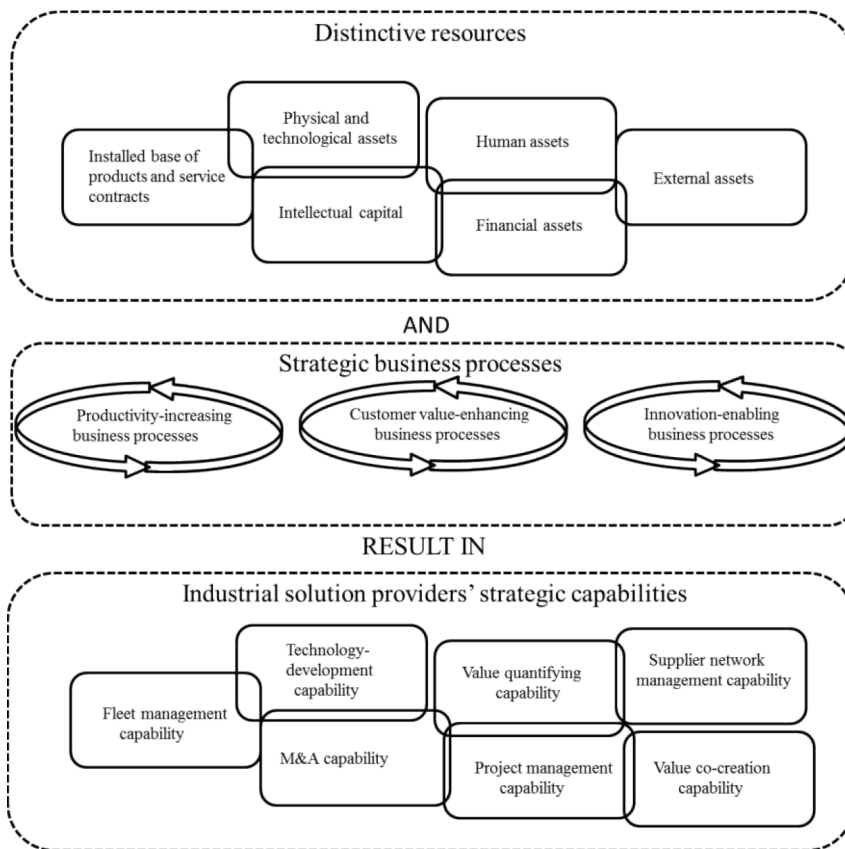 Distinctive resources
Physical and
technological assets
Human assets
Installed base of
products and service
contracts
External assets
Intellectual capital
Financial assets
AND
Strategic business processes
Productivity-increasing
business processes
Customer value-enhancing
business processes
Innovation-enabling
business processes
RESULT IN
Industrial solution providers’ strategic capabilities
Technology-
development
capability
Value quantifying
capability
Supplier network
management capability
Fleet management
capability
M&A capability
Project management
capability
Value co-creation
capability